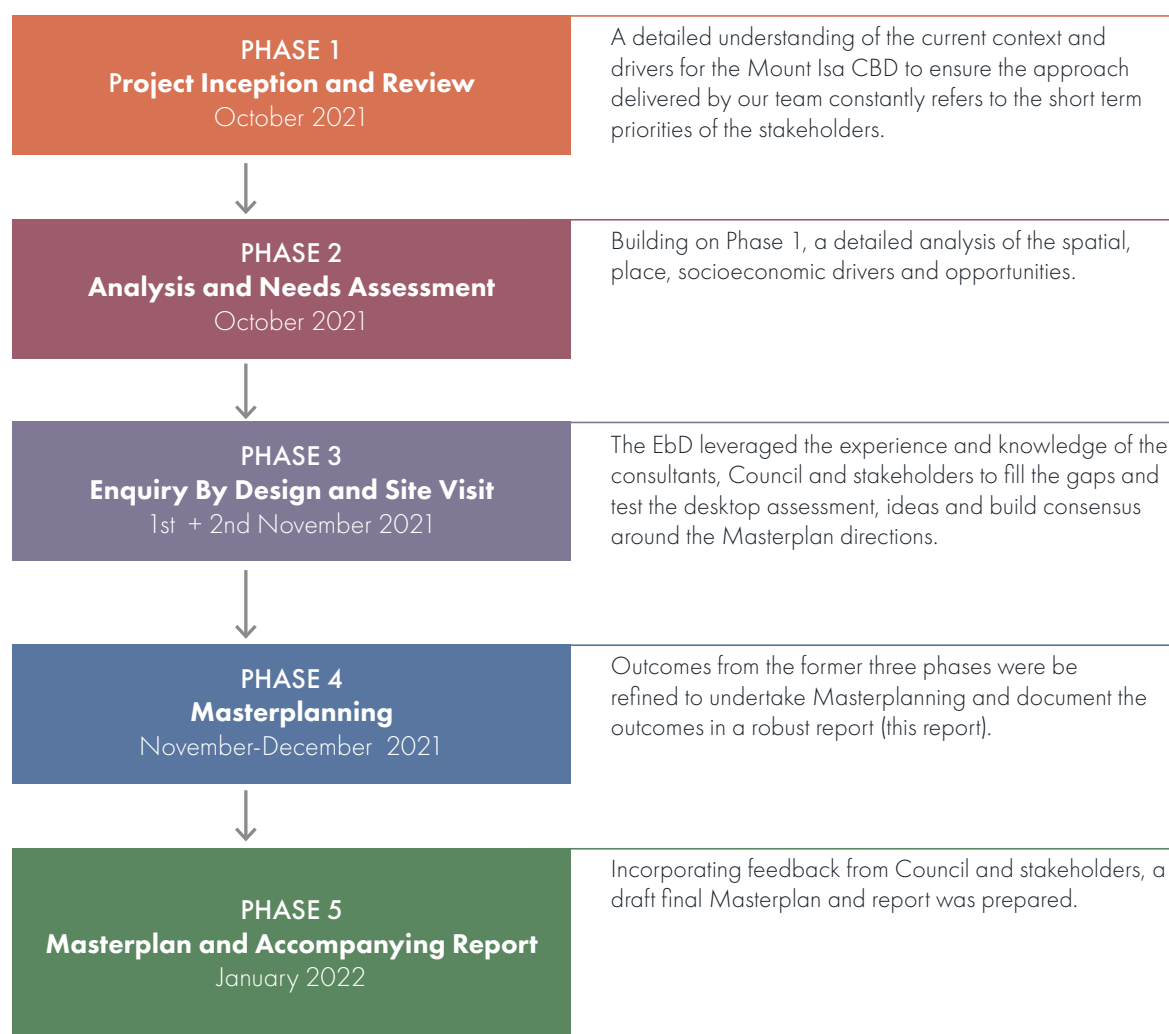 PHASE 1
Project Inception and Review
October 2021
A detailed understanding of the current context and
drivers for the Mount Isa CBD to ensure the approach
delivered by our team constantly refers to the short term
priorities of the stakeholders.
PHASE 2
Analysis and Needs Assessment
October 2021
Building on Phase 1, a detailed analysis of the spatial,
place, socioeconomic drivers and opportunities.
PHASE 3
Enquiry By Design and Site Visit
1st + 2nd November 2021
The EbD leveraged the experience and knowledge of the
consultants, Council and stakeholders to fill the gaps and
test the desktop assessment, ideas and build consensus
around the Masterplan directions.
PHASE 4
Masterplanning
November-December 2021
Outcomes from the former three phases were be
refined to undertake Masterplanning and document the
outcomes in a robust report (this report).
PHASE 5
Masterplan and Accompanying Report
January 2022
Incorporating feedback from Council and stakeholders, a
draft final Masterplan and report was prepared.